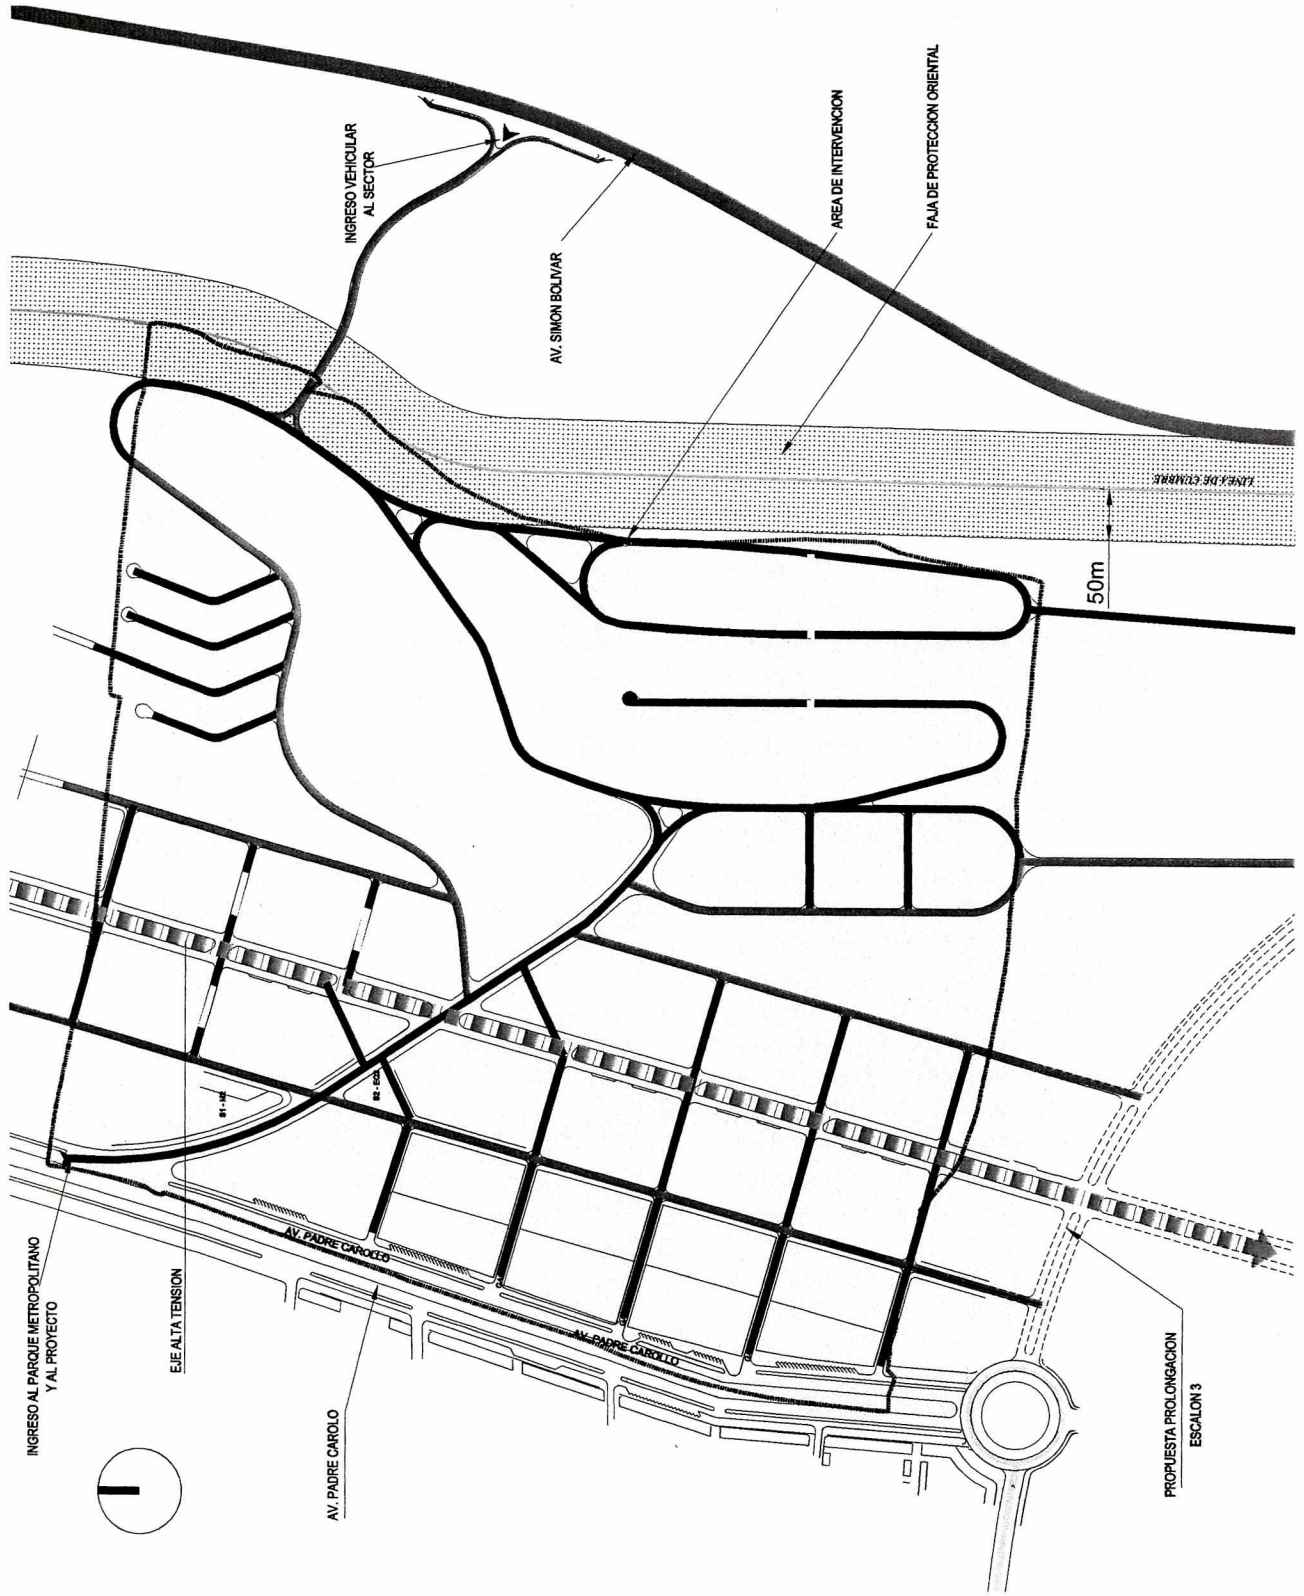 INGRESO VEHICULAR
AL SECTOR
AV. SIMON BOLIVAR
AREA DE INTERVENCION
FAJA DE PROTECCION ORIENTAL
LINEA DE CUMBRE
50m
S1 - N2
INGRESO AL PARQUE METROPOLITANO
Y AL PROYECTO
EJE ALTA TENSION
AV. PADRE CAROLLO
AV. PADRE CAROLLO
AV. PADRE CAROLO
PROPUESTA PROLONGACION
ESCALON 3